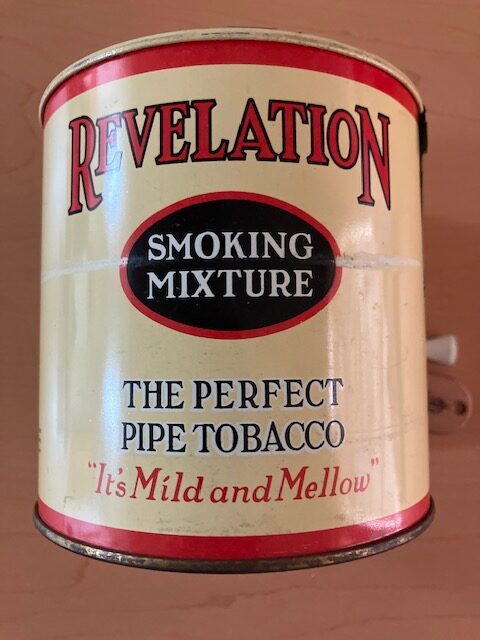 REVELATION
SMOKING
MIXTURE
THE PERFECT
PIPE TOBACCO
"It's Mild and Mellow"